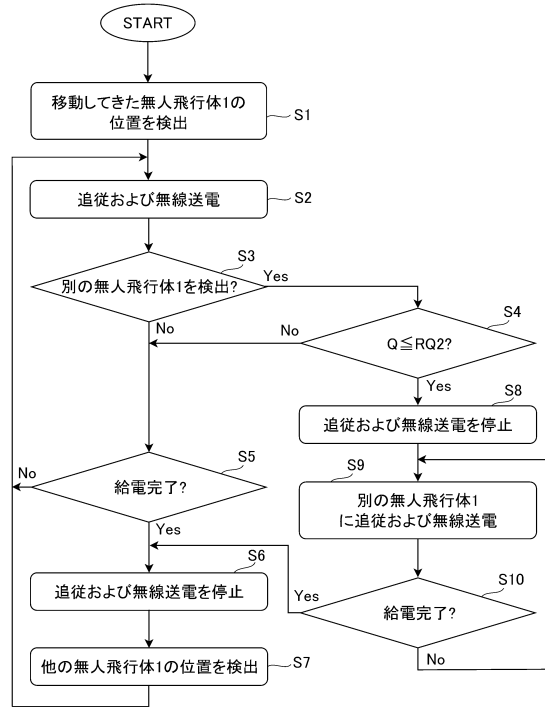 START
移動してきた無人飛行体1の
位置を検出
S1
追従および無線送電
S2
別の無人飛行体1を検出?
S3
Yes
No
Q≦RQ2?
S4
No
Yes
追従および無線送電を停止
S8
別の無人飛行体1
に追従および無線送電
S9
給電完了?
S5
No
Yes
追従および無線送電を停止
S6
給電完了?
S10
Yes
No
他の無人飛行体1の位置を検出
S7